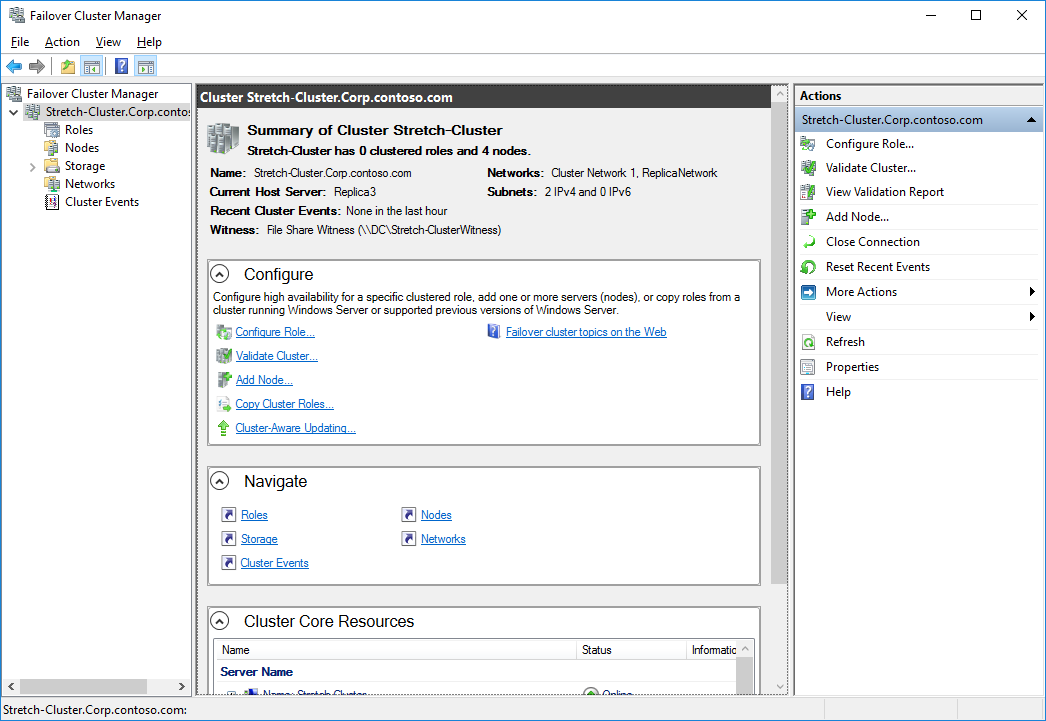 Failover Cluster Manager
File Action View Help
Failover Cluster Manager
Stretch-Cluster.Corp.contos
Roles
Nodes
Storage
Networks
Cluster Events
Cluster Stretch-Cluster.Corp.contoso.com
Summary of Cluster Stretch-Cluster
Stretch-Cluster has 0 clustered roles and 4 nodes.
Name: Stretch-Cluster.Corp.contoso.com
Networks: Cluster Network 1, ReplicaNetwork
Current Host Server: Replica3
Subnets: 2 IPv4 and 0 IPv6
Recent Cluster Events: None in the last hour
Witness: File Share Witness (\\DC\Stretch-ClusterWitness)
Configure
Configure high availability for a specific clustered role, add one or more servers (nodes), or copy roles from a
cluster running Windows Server or supported previous versions of Windows Server.
Configure Role...
Failover cluster topics on the Web
Validate Cluster...
Add Node...
Copy Cluster Roles...
Cluster-Aware Updating...
Navigate
Roles
Nodes
Storage
Networks
Cluster Events
Cluster Core Resources
Name Status Informatic
Server Name
Name: Stretch-Cluster Online
Actions
Stretch-Cluster.Corp.contoso.com
Configure Role...
Validate Cluster...
View Validation Report
Add Node...
Close Connection
Reset Recent Events
More Actions
View
Refresh
Properties
Help
Stretch-Cluster.Corp.contoso.com: